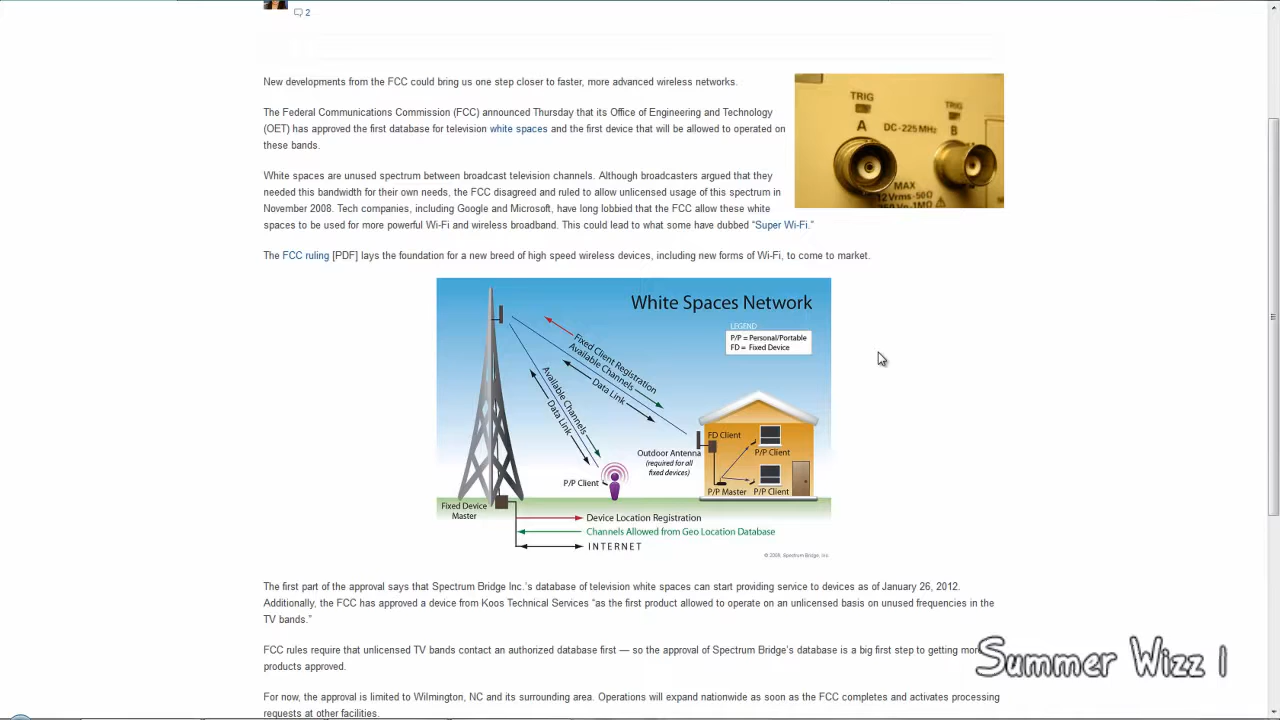 2
New developments from the FCC could bring us one step closer to faster, more advanced wireless networks.
The Federal Communications Commission (FCC) announced Thursday that its Office of Engineering and Technology
(OET) has approved the first database for television white spaces and the first device that will be allowed to operated on
these bands.
White spaces are unused spectrum between broadcast television channels. Although broadcasters argued that they
needed this bandwidth for their own needs, the FCC disagreed and ruled to allow unlicensed usage of this spectrum in
November 2008. Tech companies, including Google and Microsoft, have long lobbied that the FCC allow these white
spaces to be used for more powerful Wi-Fi and wireless broadband. This could lead to what some have dubbed “Super Wi-Fi.”
TRIG
TRIG
A
DC-225 MHz
B
MAX
12Vrms-50Ω
250 Vp-1MΩ
The FCC ruling [PDF] lays the foundation for a new breed of high speed wireless devices, including new forms of Wi-Fi, to come to market.
White Spaces Network
LEGEND
P/P = Personal/Portable
FD = Fixed Device
Fixed Client Registration
Available Channels
Data Link
Available Channels
Data Link
FD Client
P/P Client
Outdoor Antenna
(required for all
fixed devices)
P/P Client
P/P Master
P/P Client
Fixed Device
Master
Device Location Registration
Channels Allowed from Geo Location Database
INTERNET
© 2008. Spectrum Bridge, Inc.
The first part of the approval says that Spectrum Bridge Inc.’s database of television white spaces can start providing service to devices as of January 26, 2012.
Additionally, the FCC has approved a device from Koos Technical Services “as the first product allowed to operate on an unlicensed basis on unused frequencies in the
TV bands.”
FCC rules require that unlicensed TV bands contact an authorized database first — so the approval of Spectrum Bridge’s database is a big first step to getting
products approved.
Summer Wizz 1
For now, the approval is limited to Wilmington, NC and its surrounding area. Operations will expand nationwide as soon as the FCC completes and activates processing
requests at other facilities.